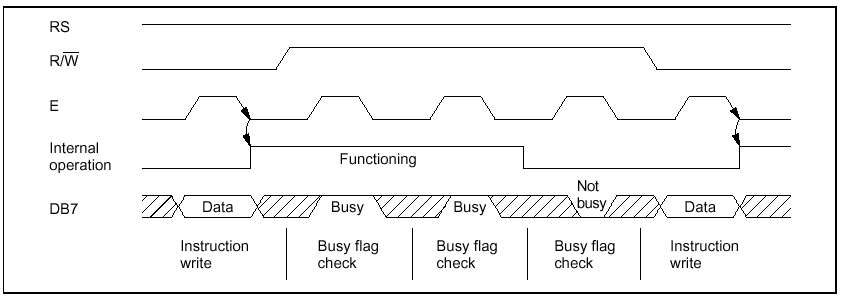 RS
R/W̅
E
Internal
operation
Functioning
DB7
Data
Busy
Busy
Not
busy
Data
Instruction
write
Busy flag
check
Busy flag
check
Busy flag
check
Instruction
write